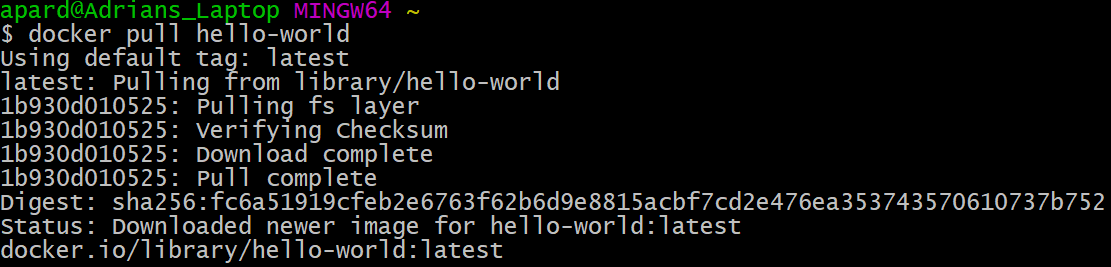 apard@Adrians_Laptop MINGW64 ~
$ docker pull hello-world
Using default tag: latest
latest: Pulling from library/hello-world
1b930d010525: Pulling fs layer
1b930d010525: Verifying Checksum
1b930d010525: Download complete
1b930d010525: Pull complete
Digest: sha256:fc6a51919cfeb2e6763f62b6d9e8815acbf7cd2e476ea353743570610737b752
Status: Downloaded newer image for hello-world:latest
docker.io/library/hello-world:latest